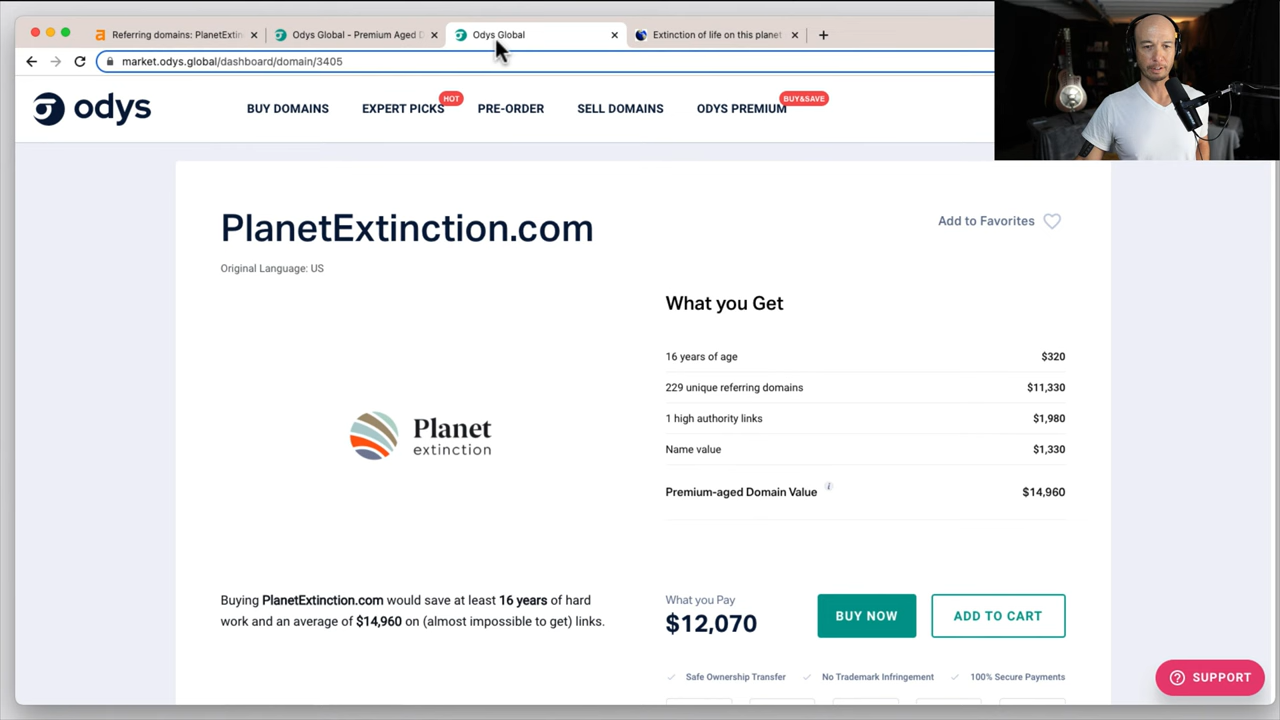 Referring domains: PlanetExtin
Odys Global - Premium Aged D
Odys Global
Extinction of life on this planet
market.odys.global/dashboard/domain/3405
odys
BUY DOMAINS
EXPERT PICKS
HOT
PRE-ORDER
SELL DOMAINS
ODYS PREMIUM
BUY&SAVE
PlanetExtinction.com
Add to Favorites
Original Language: US
What you Get
16 years of age $320
229 unique referring domains $11,330
1 high authority links $1,980
Name value $1,330
Premium-aged Domain Value i $14,960
Planet
extinction
Buying PlanetExtinction.com would save at least 16 years of hard
work and an average of $14,960 on (almost impossible to get) links.
What you Pay
$12,070
BUY NOW
ADD TO CART
Safe Ownership Transfer
No Trademark Infringement
100% Secure Payments
SUPPORT